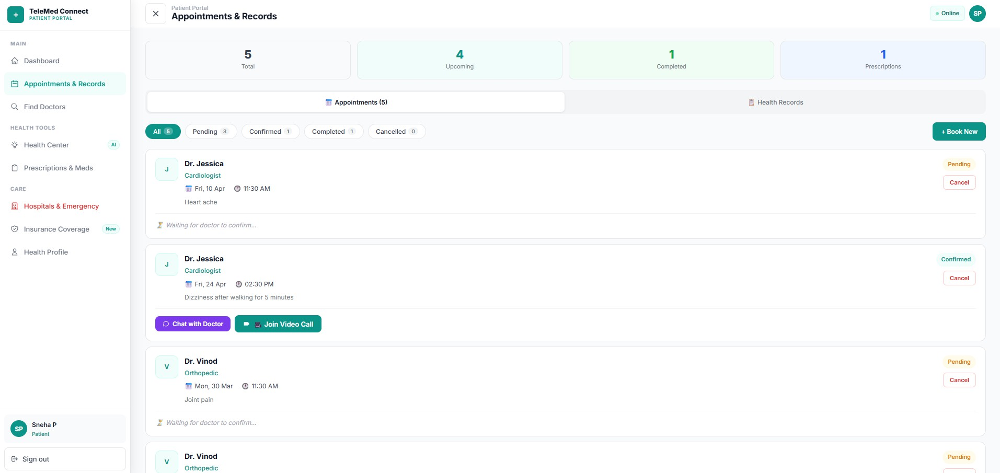 TeleMed Connect
PATIENT PORTAL
MAIN
Dashboard
Appointments & Records
Find Doctors
HEALTH TOOLS
Health Center AI
Prescriptions & Meds
CARE
Hospitals & Emergency
Insurance Coverage New
Health Profile
SP Sneha P
Patient
Sign out
Patient Portal
Appointments & Records
Online SP
5
Total
4
Upcoming
1
Completed
1
Prescriptions
Appointments (5)
Health Records
All 5 Pending 3 Confirmed 1 Completed 1 Cancelled 0
+ Book New
J
Dr. Jessica
Cardiologist
Fri, 10 Apr 11:30 AM
Heart ache
Pending
Cancel
Waiting for doctor to confirm...
J
Dr. Jessica
Cardiologist
Fri, 24 Apr 02:30 PM
Dizziness after walking for 5 minutes
Confirmed
Cancel
Chat with Doctor Join Video Call
V
Dr. Vinod
Orthopedic
Mon, 30 Mar 11:30 AM
Joint pain
Pending
Cancel
Waiting for doctor to confirm...
V
Dr. Vinod
Orthopedic
Pending